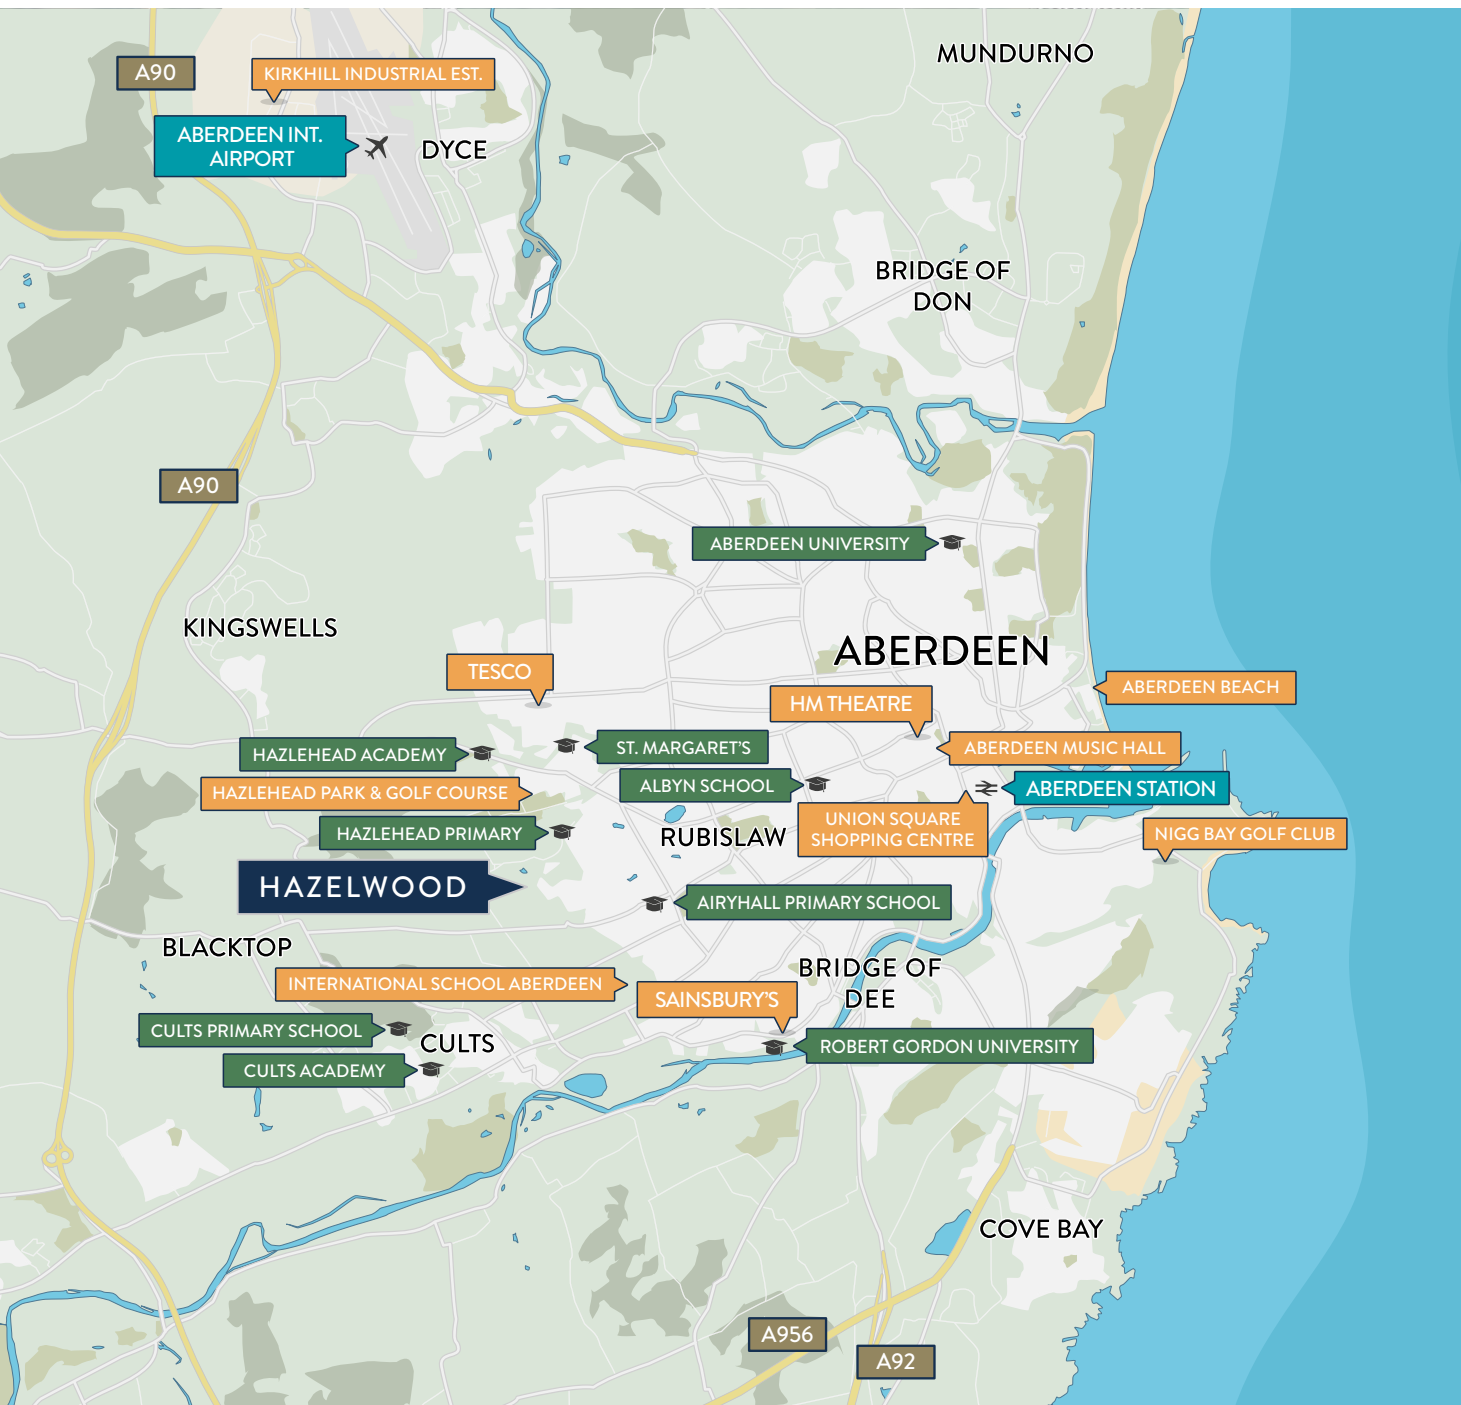 MUNDURNO
A90
KIRKHILL INDUSTRIAL EST.
ABERDEEN INT.
AIRPORT
DYCE
BRIDGE OF
DON
A90
ABERDEEN UNIVERSITY
KINGSWELLS
ABERDEEN
TESCO
ABERDEEN BEACH
HM THEATRE
HAZLEHEAD ACADEMY
ST. MARGARET'S
ABERDEEN MUSIC HALL
HAZLEHEAD PARK & GOLF COURSE
ALBYN SCHOOL
ABERDEEN STATION
HAZLEHEAD PRIMARY
RUBISLAW
UNION SQUARE
SHOPPING CENTRE
NIGG BAY GOLF CLUB
HAZELWOOD
AIRYHALL PRIMARY SCHOOL
BLACKTOP
BRIDGE OF
DEE
INTERNATIONAL SCHOOL ABERDEEN
SAINSBURY'S
CULTS PRIMARY SCHOOL
CULTS
ROBERT GORDON UNIVERSITY
CULTS ACADEMY
COVE BAY
A956
A92